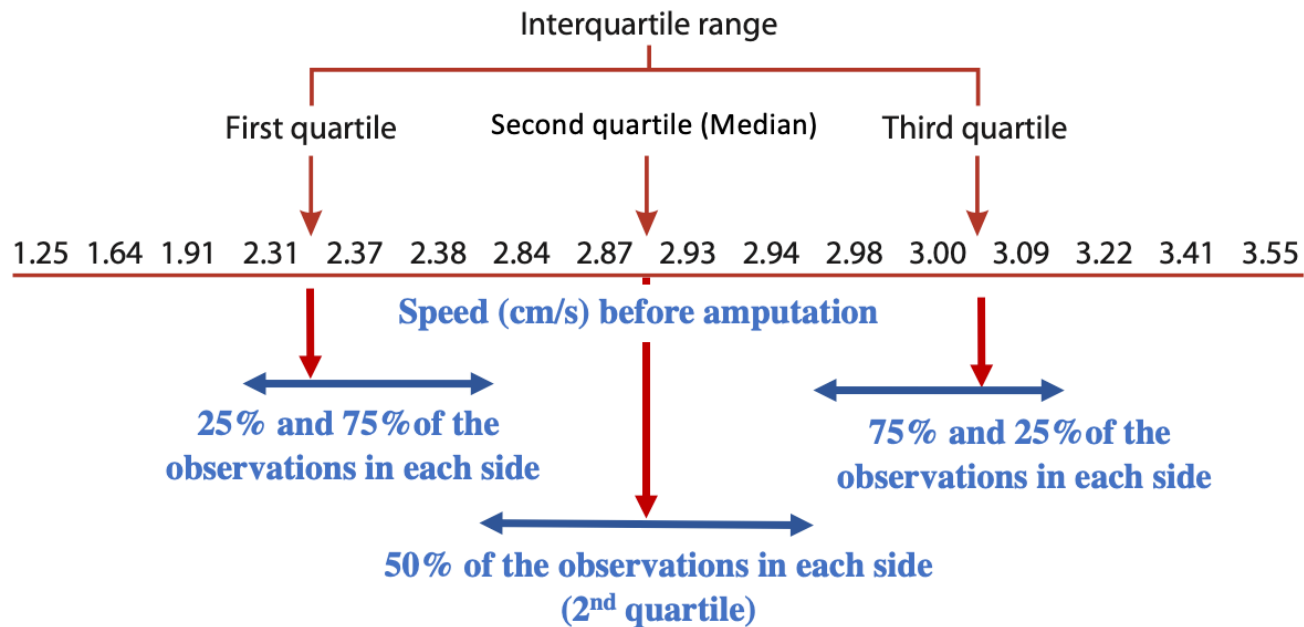 Interquartile range
First quartile Second quartile (Median) Third quartile
1.25 1.64 1.91 2.31 2.37 2.38 2.84 2.87 2.93 2.94 2.98 3.00 3.09 3.22 3.41 3.55
Speed (cm/s) before amputation
25% and 75%of the
observations in each side
75% and 25%of the
observations in each side
50% of the observations in each side
(2nd quartile)